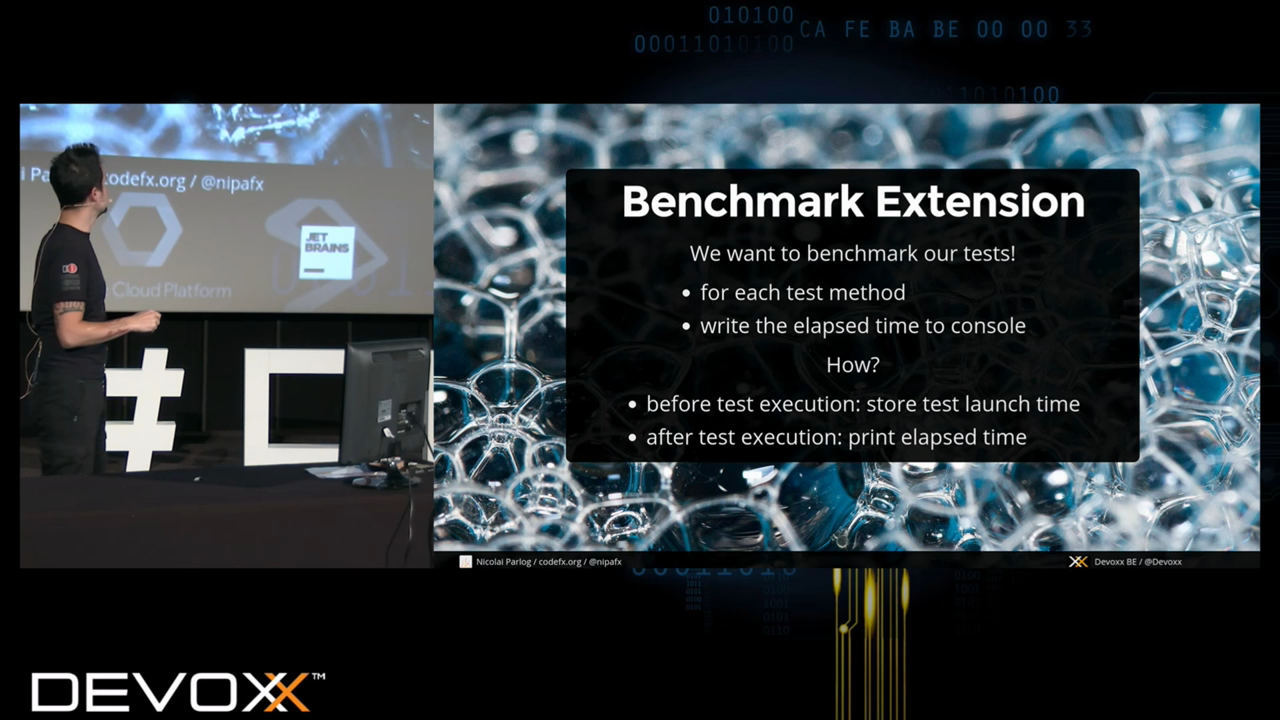 010100
00011010100
CA FE BA BE 00 00 33
1010100
codefx.org / @nipafx
JET
BRAINS
Cloud Platform
#
Benchmark Extension
We want to benchmark our tests!
• for each test method
• write the elapsed time to console
How?
• before test execution: store test launch time
• after test execution: print elapsed time
Nicolai Parlog / codefx.org / @nipafx
Devoxx BE / @Devoxx
DEVOXX™